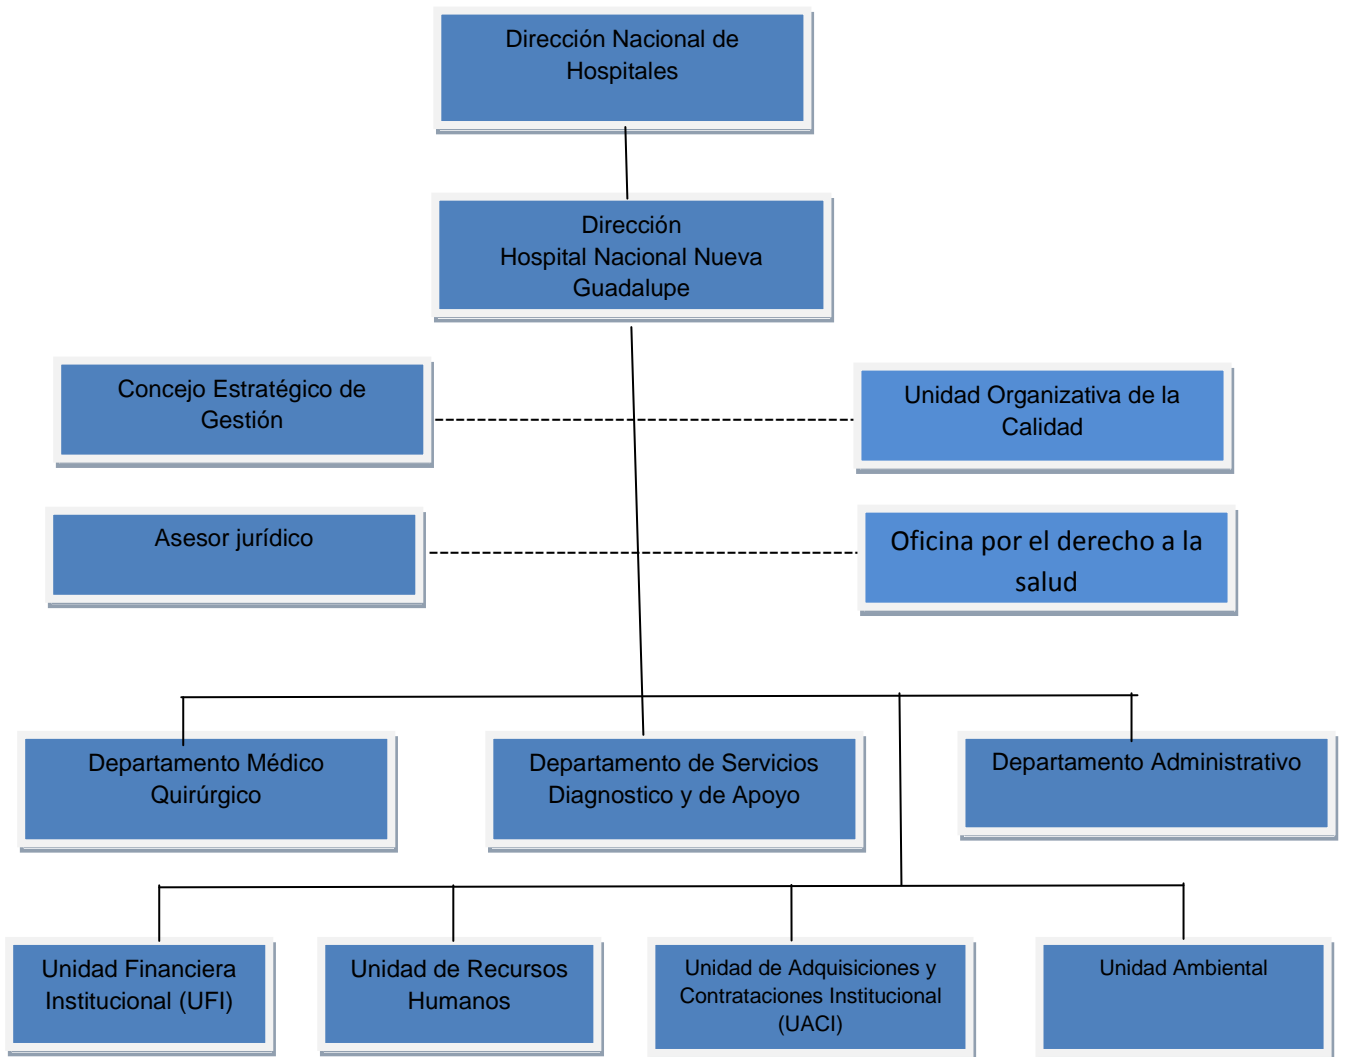 Dirección Nacional de
Hospitales
Dirección
Hospital Nacional Nueva
Guadalupe
Concejo Estratégico de
Gestión
Unidad Organizativa de la
Calidad
Asesor jurídico
Oficina por el derecho a la
salud
Departamento Médico
Quirúrgico
Departamento de Servicios
Diagnostico y de Apoyo
Departamento Administrativo
Unidad Financiera
Institucional (UFI)
Unidad de Recursos
Humanos
Unidad de Adquisiciones y
Contrataciones Institucional
(UACI)
Unidad Ambiental